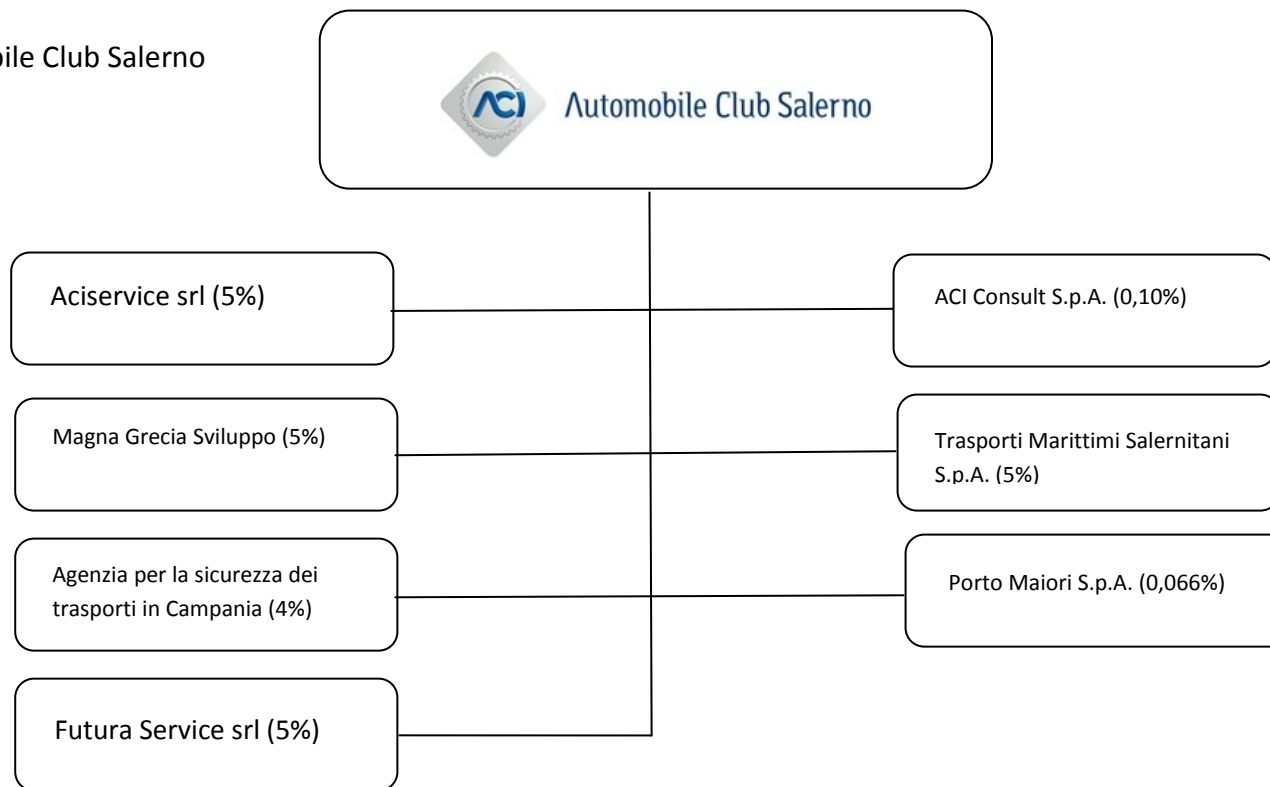 bile Club Salerno
ACI Automobile Club Salerno
Aciservice srl (5%)
ACI Consult S.p.A. (0,10%)
Magna Grecia Sviluppo (5%)
Trasporti Marittimi Salernitani
S.p.A. (5%)
Agenzia per la sicurezza dei
trasporti in Campania (4%)
Porto Maiori S.p.A. (0,066%)
Futura Service srl (5%)